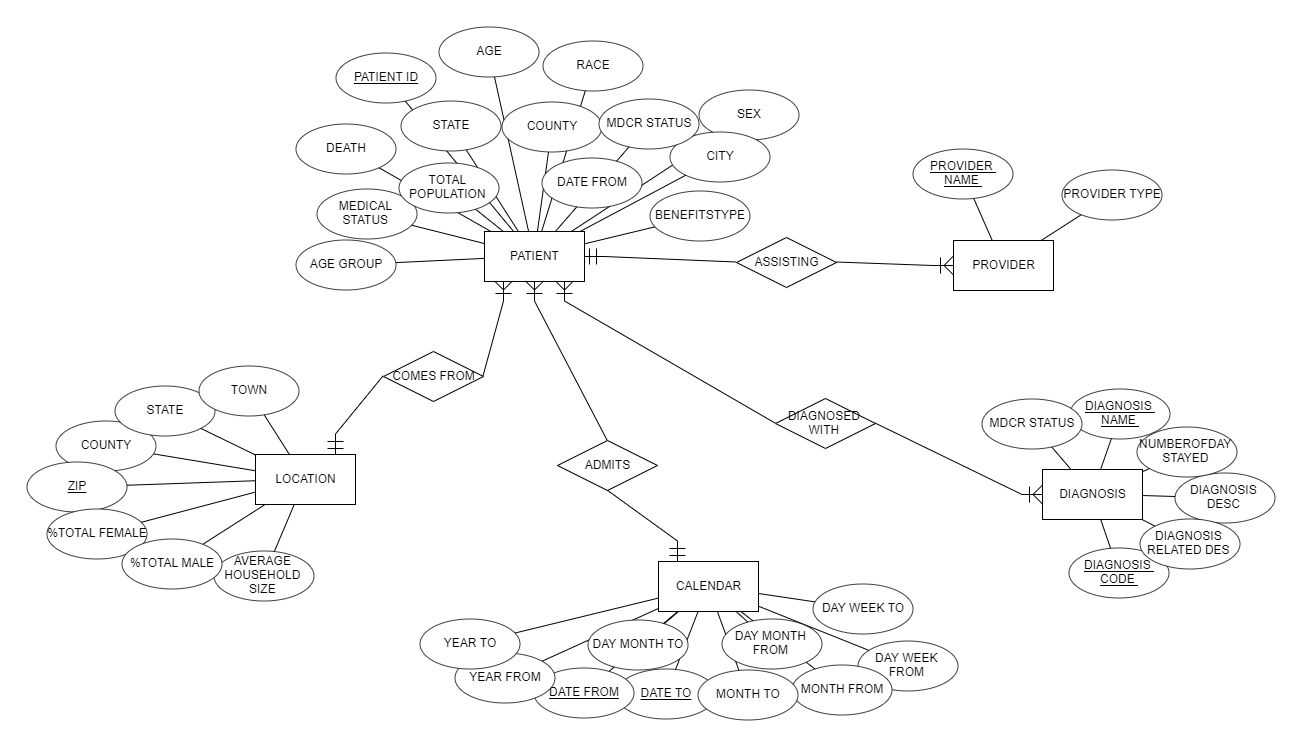 AGE
RACE
PATIENT ID
SEX
STATE
COUNTY
MDCR STATUS
DEATH
CITY
TOTAL
POPULATION
DATE FROM
MEDICAL
STATUS
BENEFITSTYPE
AGE GROUP
PATIENT
ASSISTING
PROVIDER
NAME
PROVIDER TYPE
PROVIDER
COMES FROM
TOWN
STATE
COUNTY
ZIP
LOCATION
%TOTAL FEMALE
%TOTAL MALE
AVERAGE
HOUSEHOLD
SIZE
ADMITS
DIAGNOSED
WITH
MDCR STATUS
DIAGNOSIS
NAME
NUMBEROFDAY
STAYED
DIAGNOSIS
DIAGNOSIS
DESC
DIAGNOSIS
RELATED DES
DIAGNOSIS
CODE
CALENDAR
DAY WEEK TO
YEAR TO
DAY MONTH TO
DAY MONTH
FROM
DAY WEEK
FROM
YEAR FROM
DATE FROM
DATE TO
MONTH TO
MONTH FROM